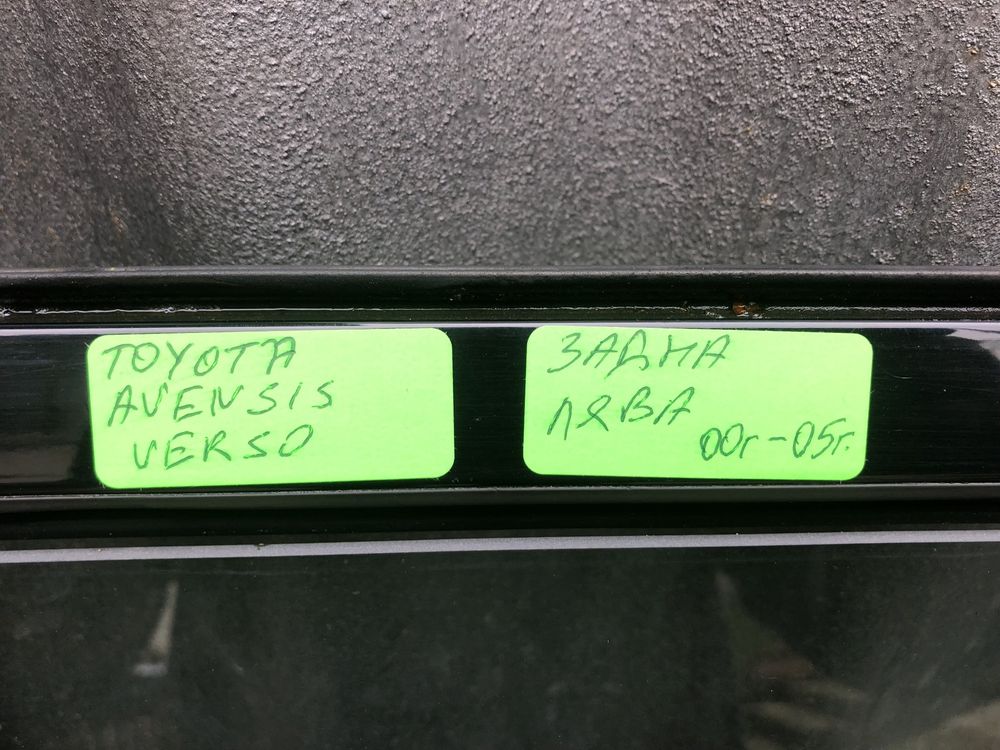 TOYOTA
AVENSIS
VERSO
ЗАДНА
ЛЯВА
00г-05г.